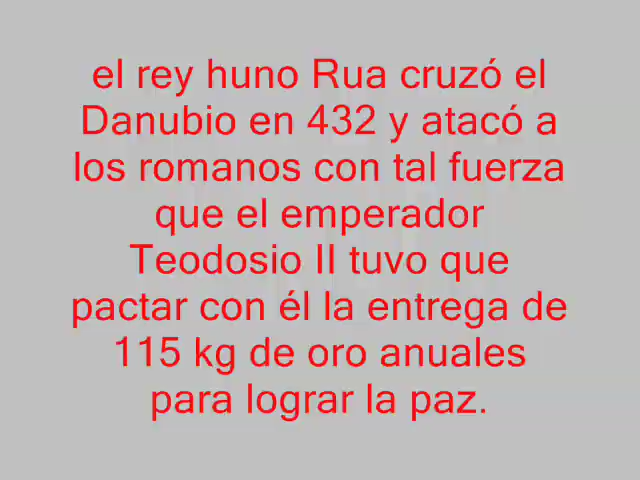 el rey huno Rua cruzó el
Danubio en 432 y atacó a
los romanos con tal fuerza
que el emperador
Teodosio II tuvo que
pactar con él la entrega de
115 kg de oro anuales
para lograr la paz.